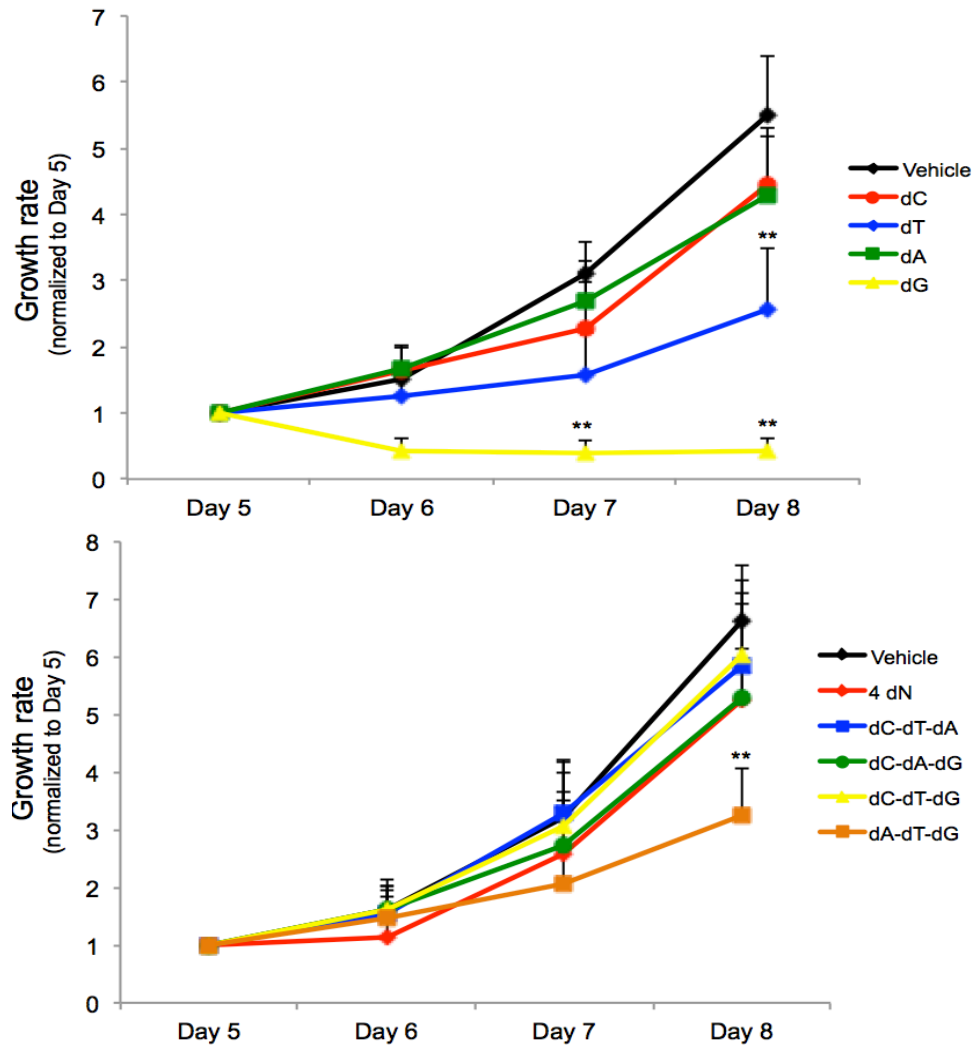 7
6
5
4
3
2
1
0
Growth rate
(normalized to Day 5)
**
**
**
Day 5 Day 6 Day 7 Day 8
Vehicle
dC
dT
dA
dG
8
7
6
5
4
3
2
1
0
Growth rate
(normalized to Day 5)
**
Day 5 Day 6 Day 7 Day 8
Vehicle
4 dN
dC-dT-dA
dC-dA-dG
dC-dT-dG
dA-dT-dG